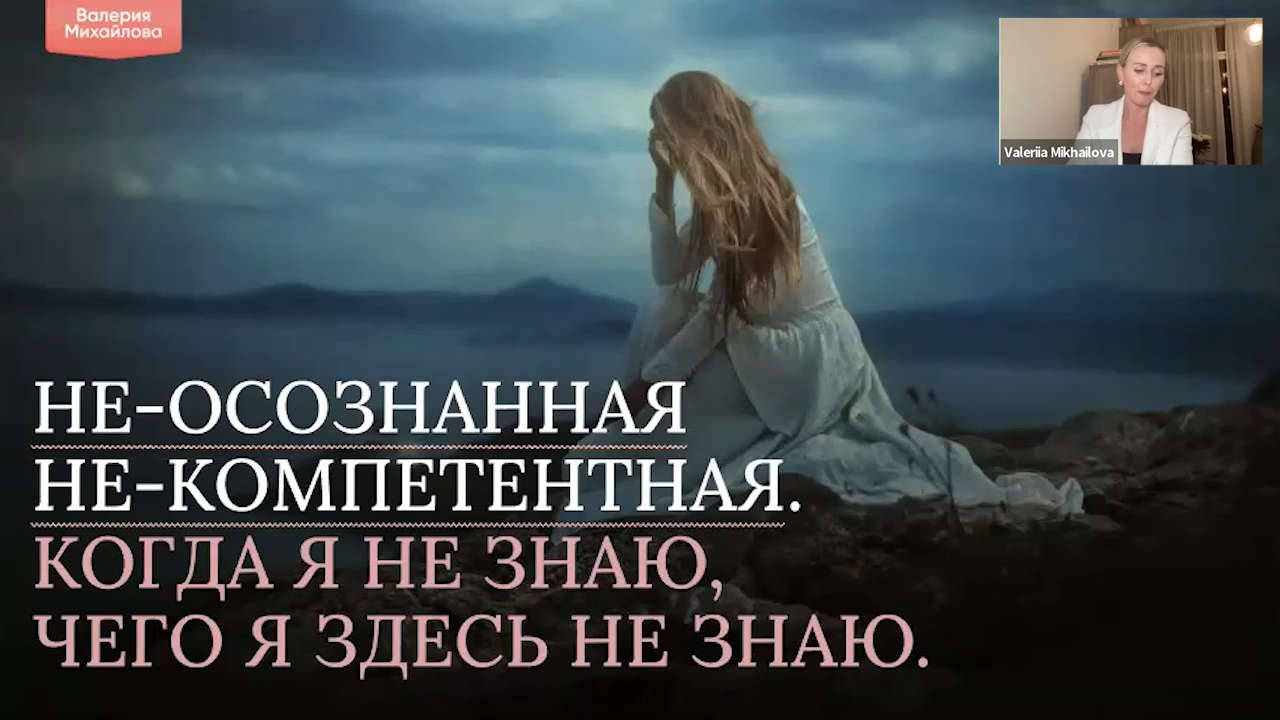 Валерия
Михайлова
Valeriia Mikhailova
НЕ-ОСОЗНАННАЯ
НЕ-КОМПЕТЕНТНАЯ.
КОГДА Я НЕ ЗНАЮ,
ЧЕГО Я ЗДЕСЬ НЕ ЗНАЮ.